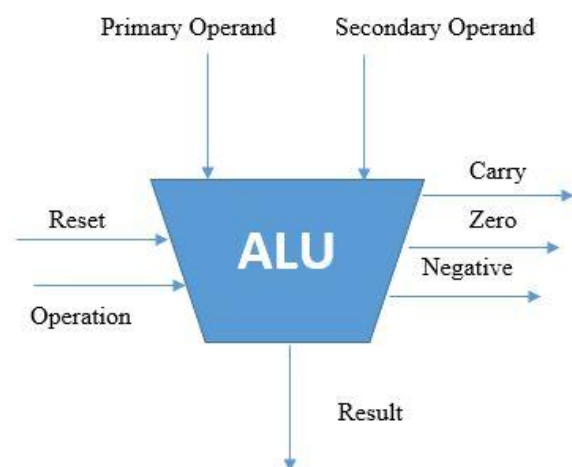 Primary Operand
Secondary Operand
Carry
Reset
Zero
ALU
Negative
Operation
Result